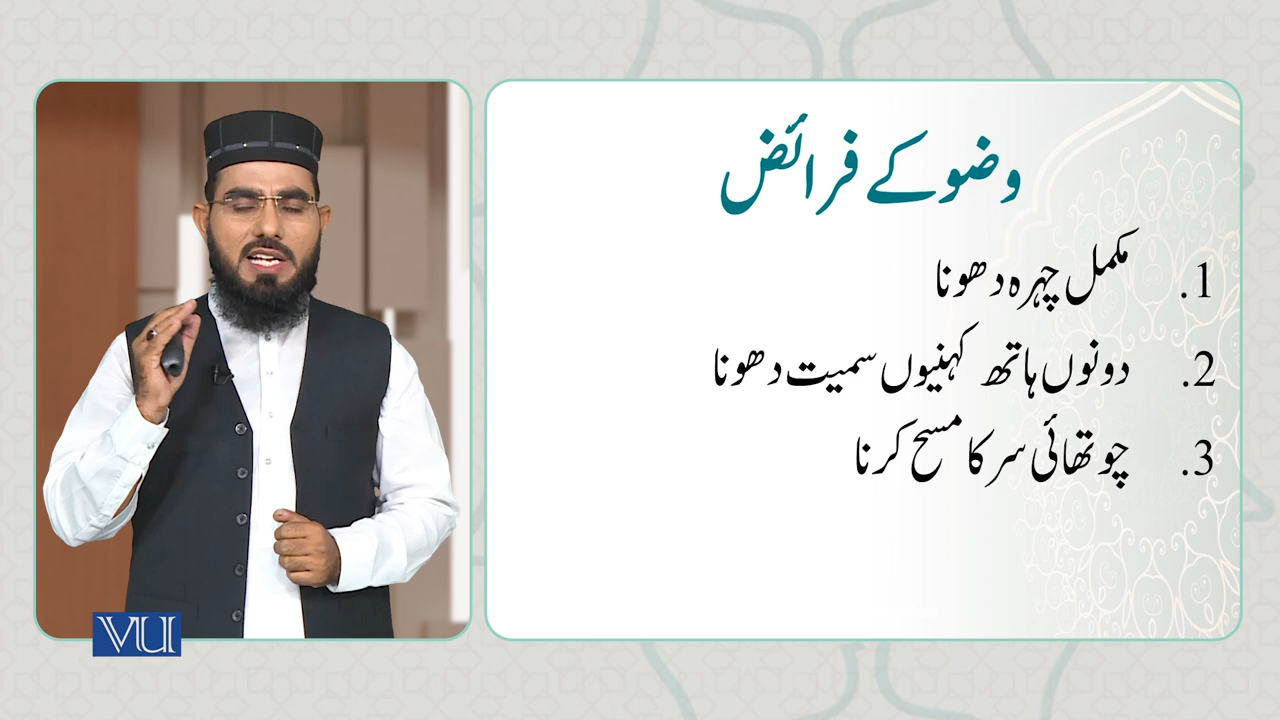 وضو کے فرائض
1. مکمل چہرہ دھونا
2. دونوں ہاتھ کہنیوں سمیت دھونا
3. چوتھائی سر کا مسح کرنا
VU